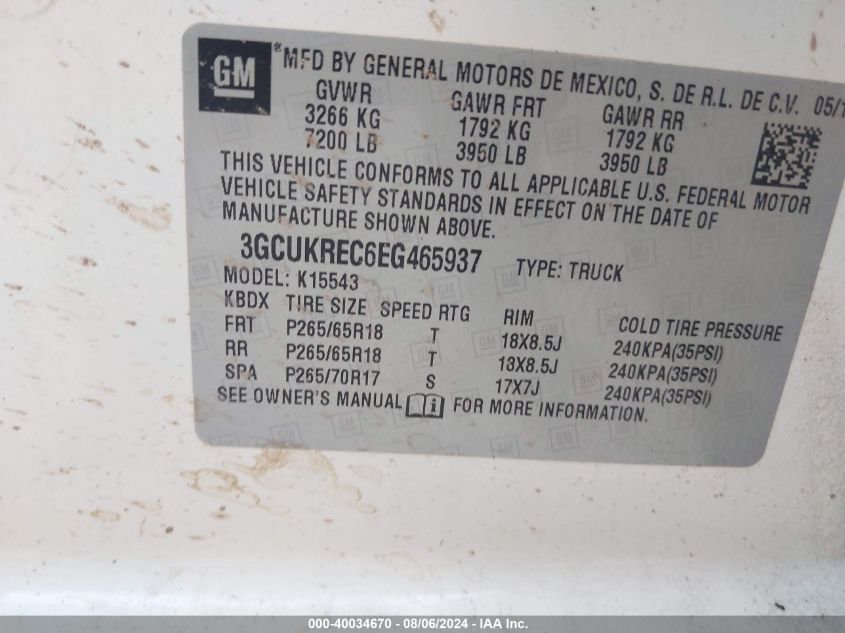 GM
® MFD BY GENERAL MOTORS DE MEXICO, S. DE R.L. DE C.V. 05/1
GVWR GAWR FRT GAWR RR
3266 KG 1792 KG 1792 KG
7200 LB 3950 LB 3950 LB
THIS VEHICLE CONFORMS TO ALL APPLICABLE U.S. FEDERAL MOTOR
VEHICLE SAFETY STANDARDS IN EFFECT ON THE DATE OF
MANUFACTURE SHOWN ABOVE.
3GCUKREC6EG465937 TYPE: TRUCK
MODEL: K15543
KBDX TIRE SIZE SPEED RTG RIM COLD TIRE PRESSURE
FRT P265/65R18 T 18X8.5J 240KPA(35PSI)
RR P265/65R18 T 18X8.5J 240KPA(35PSI)
SPA P265/70R17 S 17X7J 240KPA(35PSI)
SEE OWNER'S MANUAL i FOR MORE INFORMATION.
000-40034670 - 08/06/2024 - IAA Inc.